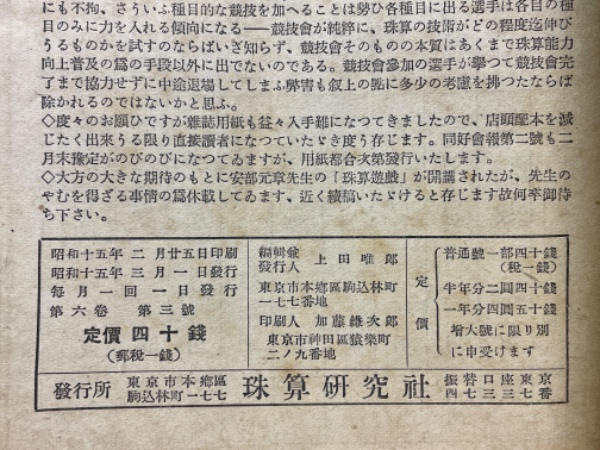 にも不拘、さういふ種目的な競技を加へることは勢ひ各種目に出る選手は各目の種
目のみに力を入れる傾向になる——競技會が純粹に、珠算の技術がどの程度迄伸び
うるものかを試すのならばいざ知らず、競技會そのものの本質はあくまで珠算能力
向上普及の爲の手段以外に出でないのである。競技會參加の選手が擧つて競技會完
了まで協力せずに中途退場してしまふ弊害も叙上の點に多少の考慮を拂つたならば
除かれるのではないかと思ふ。
◇度々のお願ひですが雜誌用紙も益々入手難になつてきましたので、店頭配本を減
じたく出來うる限り直接讀者になつていたゞき度う存じます。同好會報第二號も二
月末豫定がのびのびになつてゐますが、用紙都合次第發行いたします。
◇大方の大きな期待のもとに安部元章先生の「珠算遊戲」が開講されたが、先生の
やむを得ざる事情の爲休載してゐます、近く續稿いたゞけると存じます故何卒御待
ち下さい。
昭和十五年 二月廿五日印刷
昭和十五年 三月一日發行
每月一回一日發行
第六卷 第三號
定價四十錢
(郵稅一錢)
編輯兼
發行人 上田唯郎
東京市本鄕區駒込林町
一七七番地
印刷人 加藤鎌次郎
東京市神田區猿樂町
二ノ九番地
定價
普通號一部四十錢
(稅一錢)
半年分二圓四十錢
一年分四圓五十錢
增大號に限り別
に申受けます
發行所 東京市本鄕區
駒込林町一七七
珠算硏究社
振替口座東京
四七三三七番